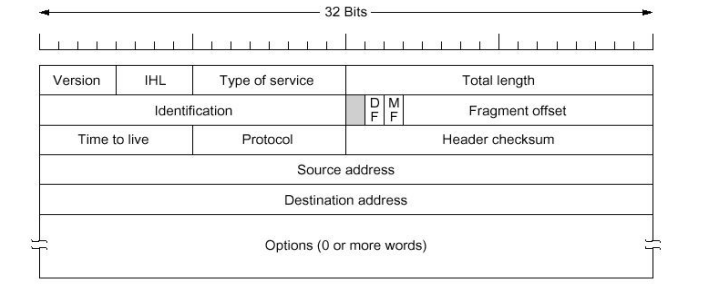 32 Bits
Version IHL Type of service Total length
Identification D F M F Fragment offset
Time to live Protocol Header checksum
Source address
Destination address
Options (0 or more words)